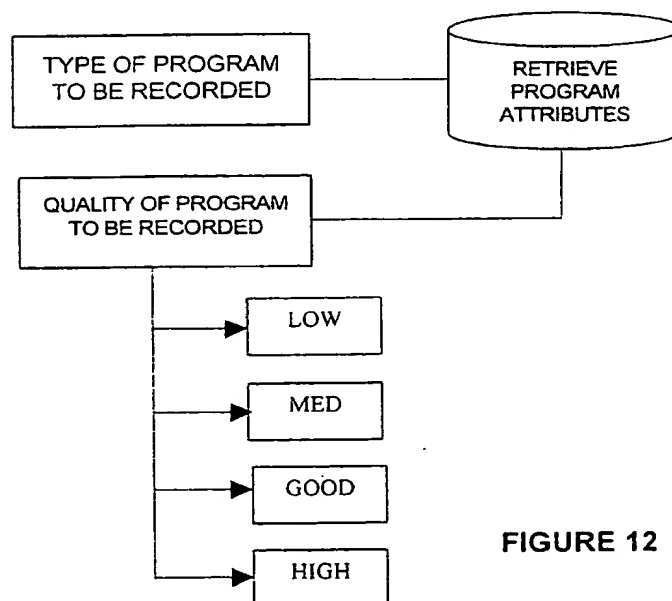 TYPE OF PROGRAM
TO BE RECORDED
RETRIEVE
PROGRAM
ATTRIBUTES
QUALITY OF PROGRAM
TO BE RECORDED
LOW
MED
GOOD
HIGH
FIGURE 12